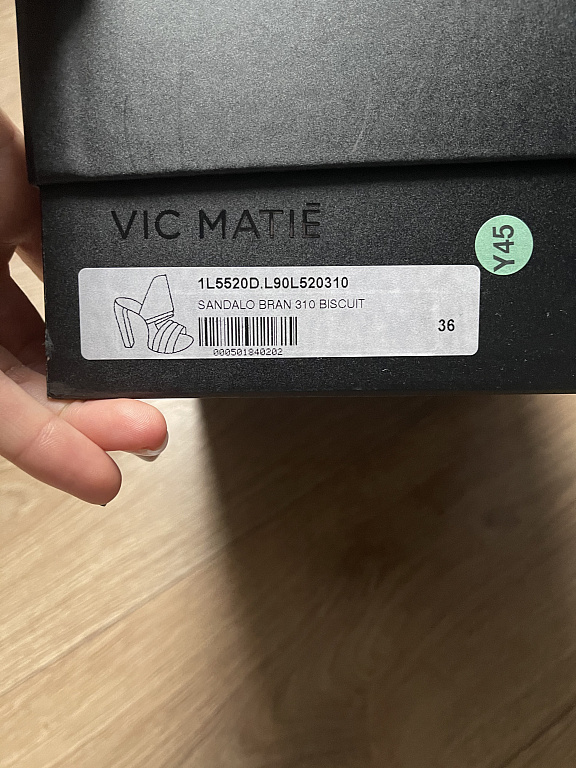 VIC MATIĒ
Y45
1L5520D.L90L520310
SANDALO BRAN 310 BISCUIT
36
000501840202